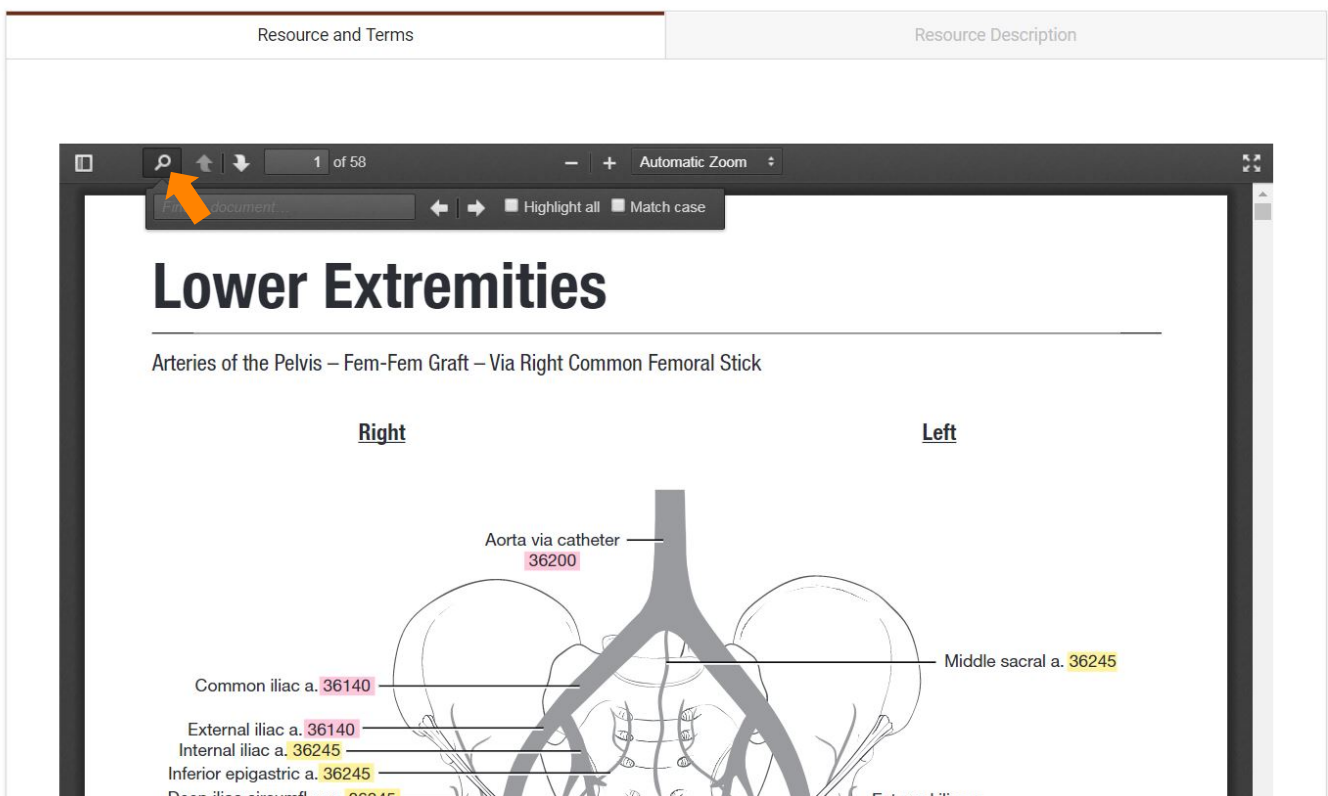 Resource and Terms
Resource Description
1 of 58
Automatic Zoom
document...
Highlight all
Match case
Lower Extremities
Arteries of the Pelvis – Fem-Fem Graft – Via Right Common Femoral Stick
Right
Left
Aorta via catheter
36200
Middle sacral a. 36245
Common iliac a. 36140
External iliac a. 36140
Internal iliac a. 36245
Inferior epigastric a. 36245